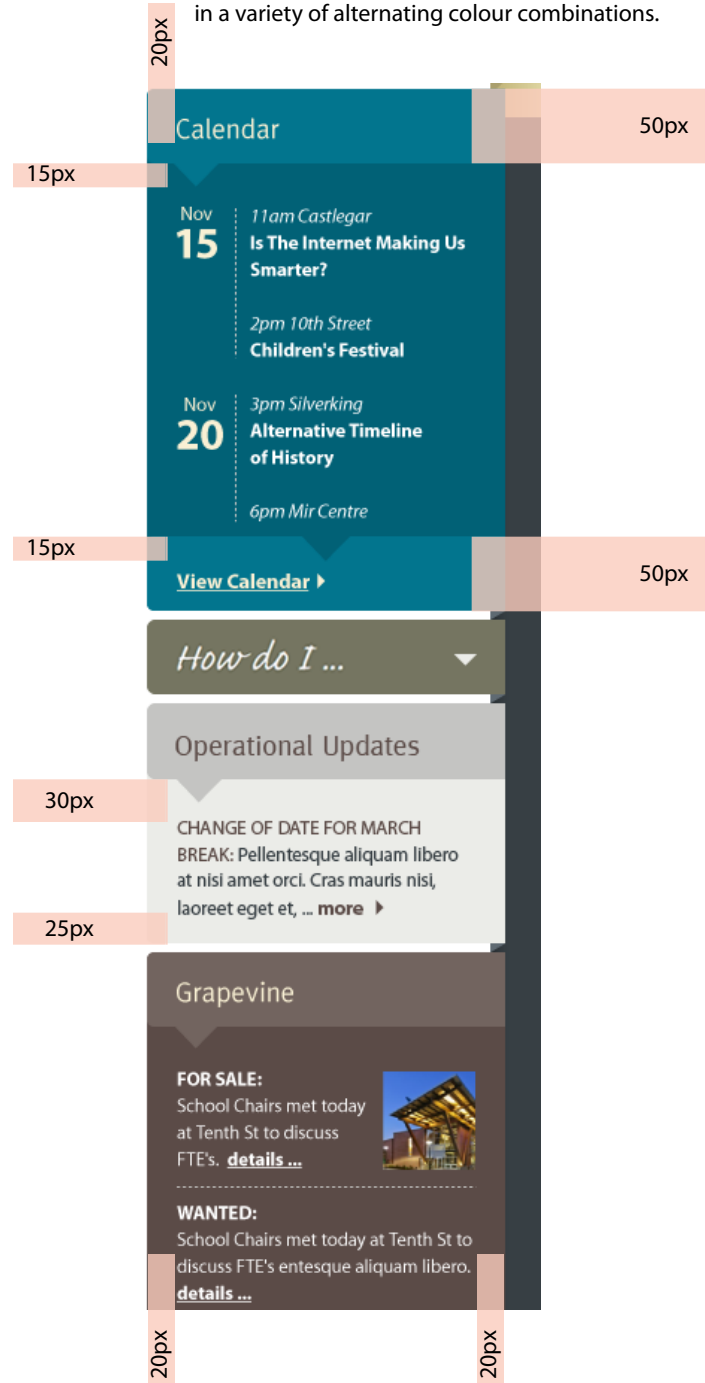 in a variety of alternating colour combinations.
20px
Calendar
50px
15px
Nov
15
11am Castlegar
Is The Internet Making Us
Smarter?
2pm 10th Street
Children's Festival
Nov
20
3pm Silverking
Alternative Timeline
of History
6pm Mir Centre
15px
View Calendar
50px
How do I ...
Operational Updates
30px
CHANGE OF DATE FOR MARCH
BREAK: Pellentesque aliquam libero
at nisi amet orci. Cras mauris nisi,
laoreet eget et, ... more
25px
Grapevine
FOR SALE:
School Chairs met today
at Tenth St to discuss
FTE's. details ...
WANTED:
School Chairs met today at Tenth St to
discuss FTE's entesque aliquam libero.
details ...
20px
20px